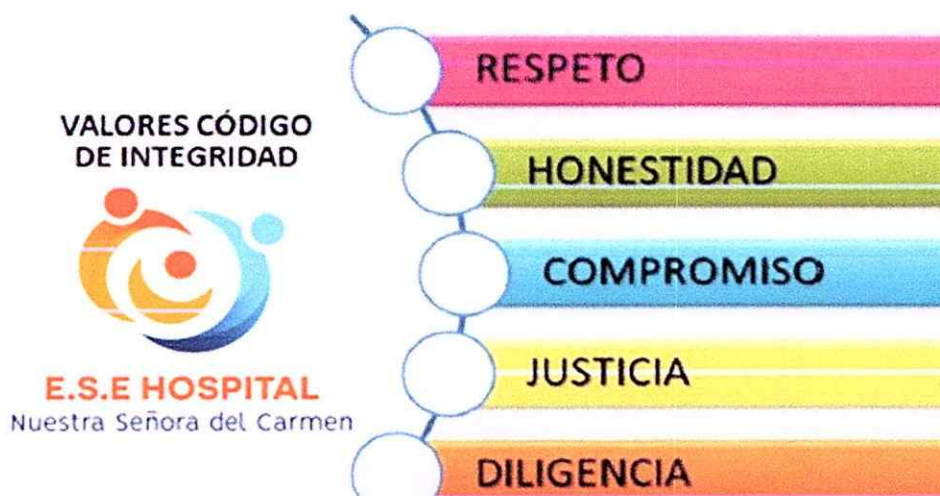 VALORES CÓDIGO
DE INTEGRIDAD
E.S.E HOSPITAL
Nuestra Señora del Carmen
RESPETO
HONESTIDAD
COMPROMISO
JUSTICIA
DILIGENCIA